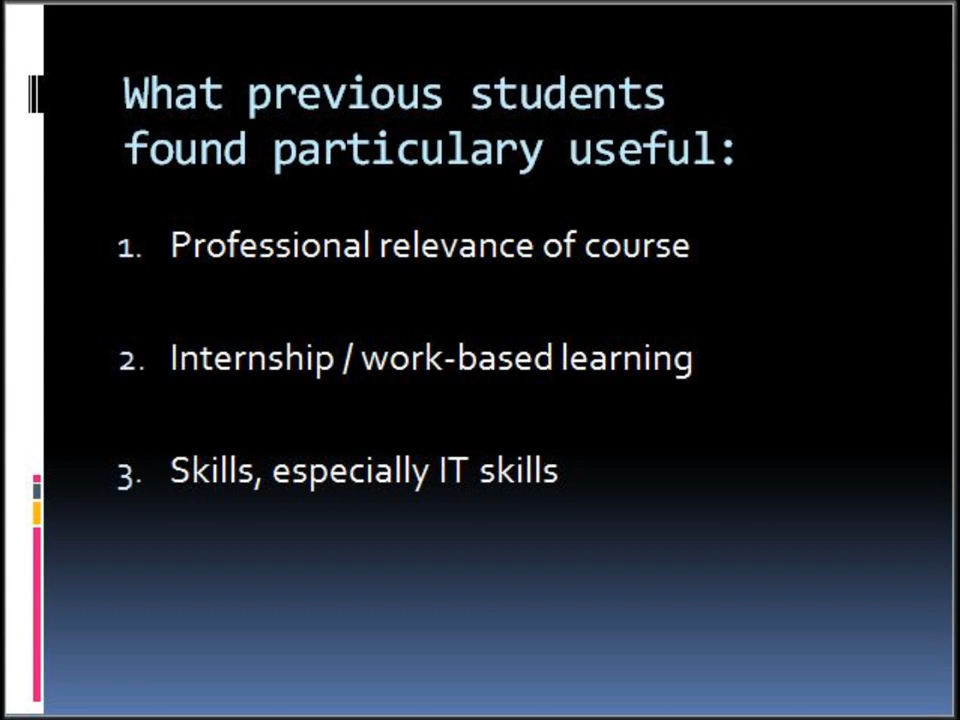 What previous students
found particulary useful:
1. Professional relevance of course
2. Internship / work-based learning
3. Skills, especially IT skills